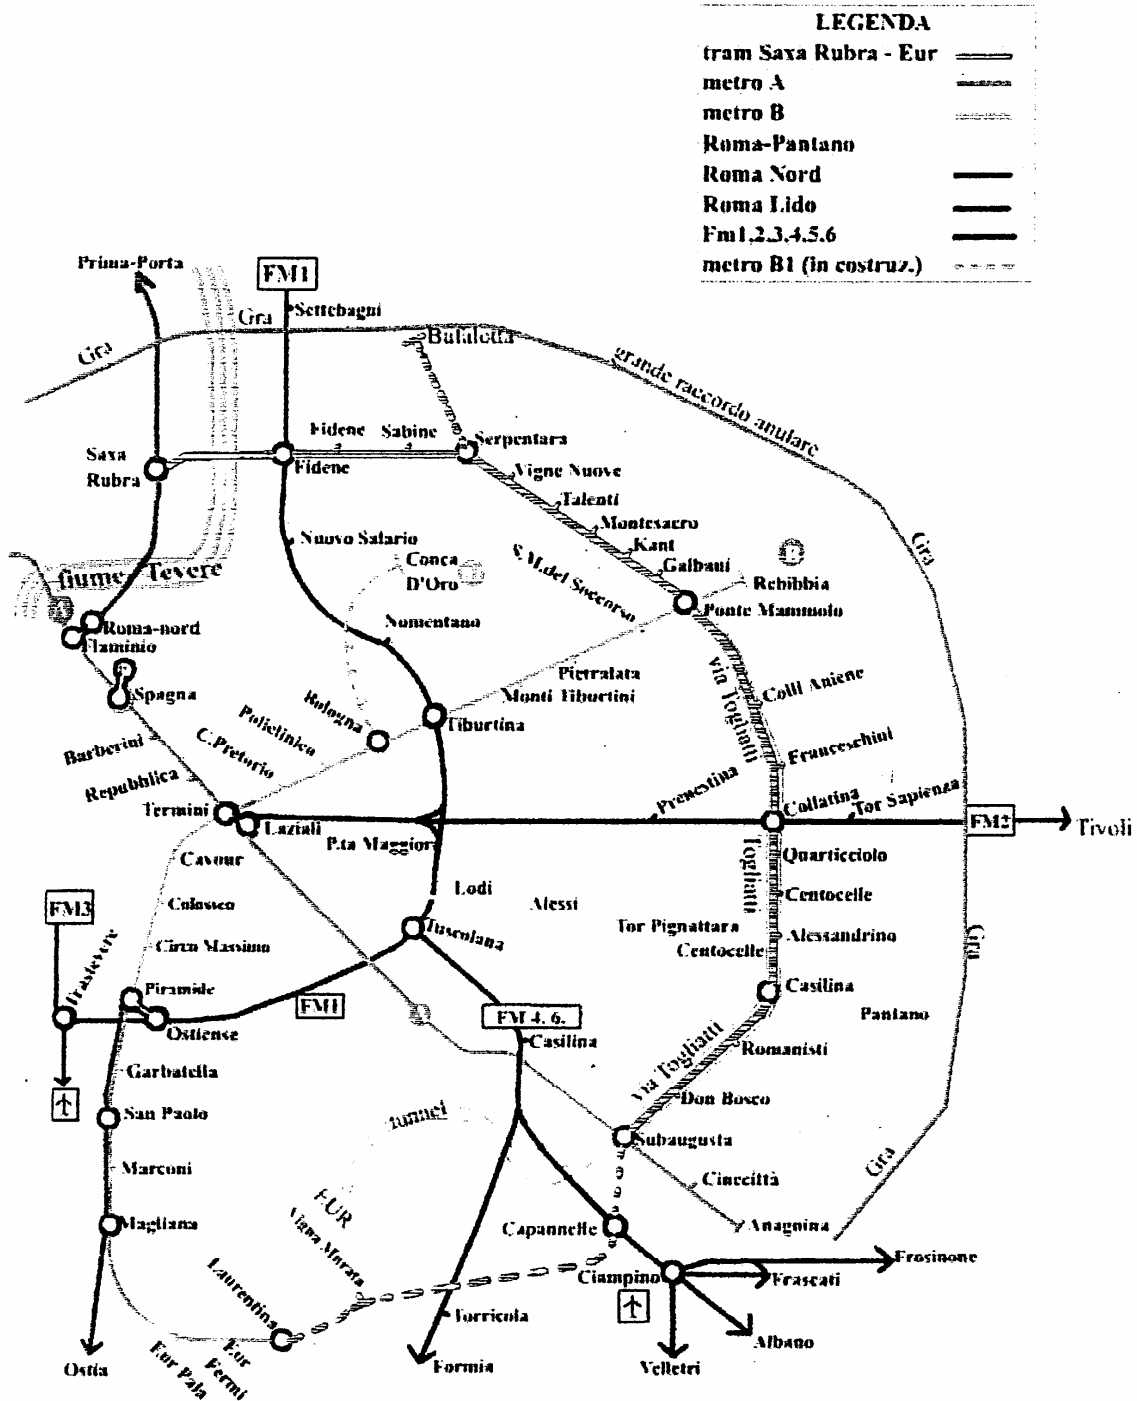 LEGENDA
tram Saxa Rubra - Eur
metro A
metro B
Roma-Pantano
Roma Nord
Roma Lido
Fm1,2,3,4,5,6
metro B1 (in costruz.)
Prima-Porta
FM1
Settebagni
Gra
Gra
Bufalotta
grande raccordo anulare
Fidene
Sabine
Serpentara
Saxa
Rubra
Fidene
Vigne Nuove
Talenti
Montesacro
Kant
Galbani
Gra
Nuovo Salario
Conca
D'Oro
S.M.del Soccorso
B
Rebibbia
fiume Tevere
A
Ponte Mammolo
Roma-nord
Flaminio
Nomentano
Spagna
Pietralata
Monti Tiburtini
via Togliatti
Colli Aniene
Bologna
Tiburtina
Policlinico
C.Pretorio
Barberini
Repubblica
Franceschini
Prenestina
Collatina
Tor Sapienza
Termini
Laziali
P.ta Maggior
FM2
Tivoli
Cavour
Quarticciolo
Togliatti
Lodi
Alessi
Centocelle
Colosseo
FM3
Trastevere
Circo Massimo
Tuscolana
Tor Pignattara
Centocelle
Alessandrino
Gra
Piramide
Casilina
FM1
Ostiense
A
FM 4. 6.
Casilina
Pantano
Romanisti
via Togliatti
Garbatella
Don Bosco
San Paolo
tunnel
Subaugusta
Marconi
Cinecittà
Gra
EUR
Magliana
Vigna Murata
Capannelle
Anagnina
Laurentina
Ciampino
Frosinone
Frascati
Torricola
Albano
Ostia
Eur Pala
Eur
Fermi
Formia
Velletri